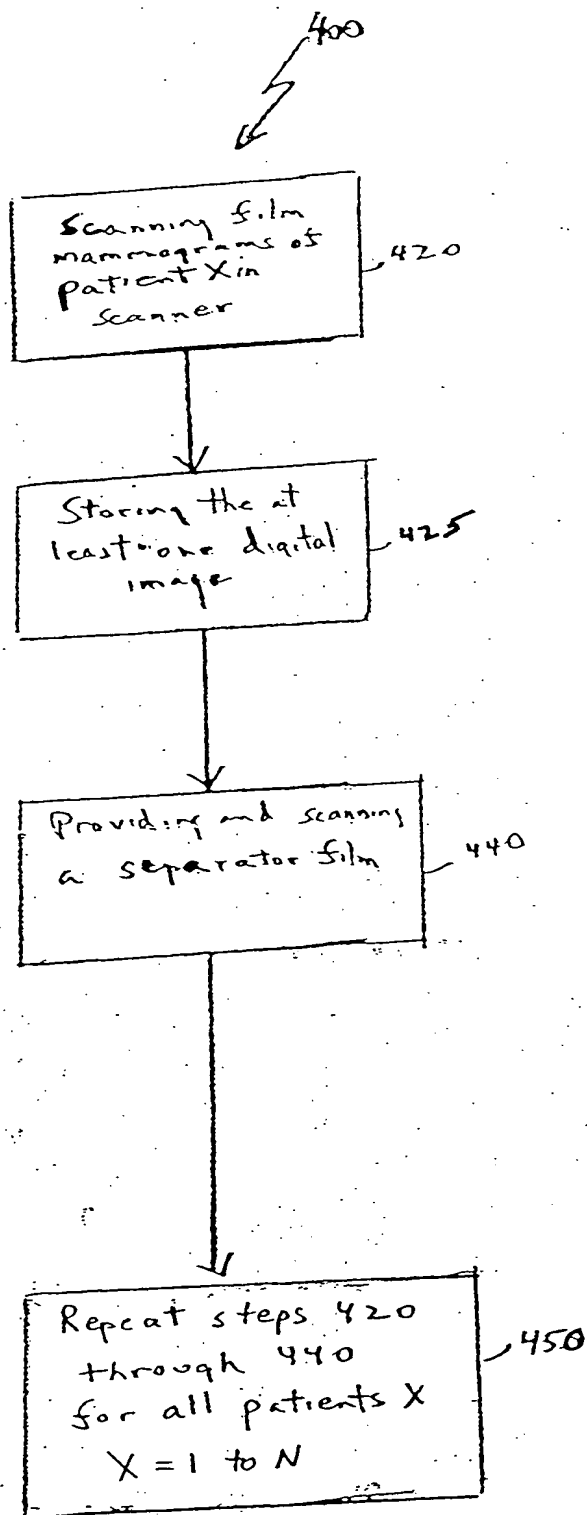 400
Scanning film
mammograms of
patient X in
scanner
420
Storing the at
least one digital
image
425
Providing and scanning
a separator film
440
Repeat steps 420
through 440
for all patients X
X = 1 to N
450